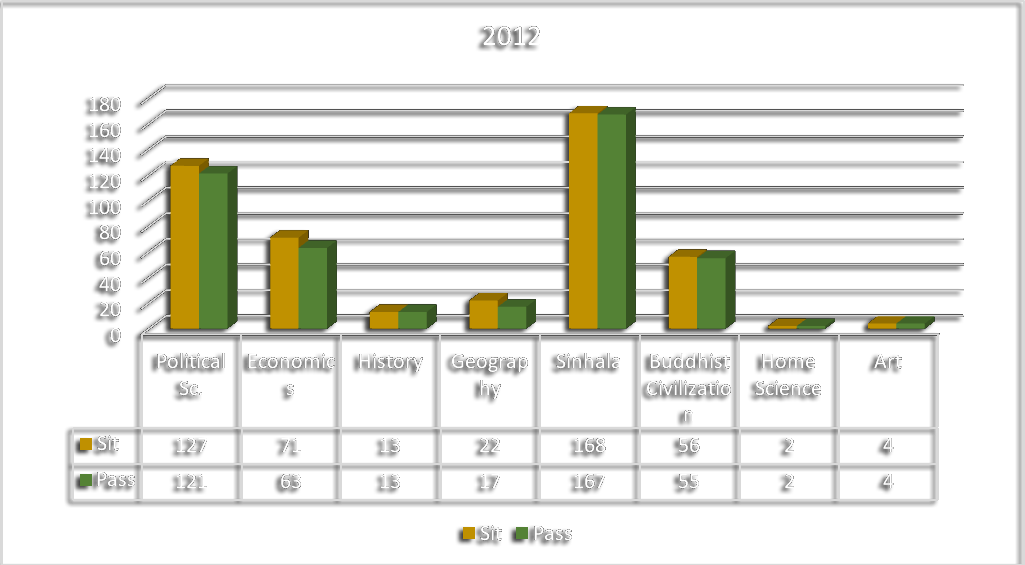 2012
180
160
140
120
100
80
60
40
20
0
Political Economic History Geograp Sinhala Buddhist Home Art
Sc. s hy Civilizatio Science
n
Sit 127 71 13 22 168 56 2 4
Pass 121 63 13 17 167 55 2 4
Sit Pass